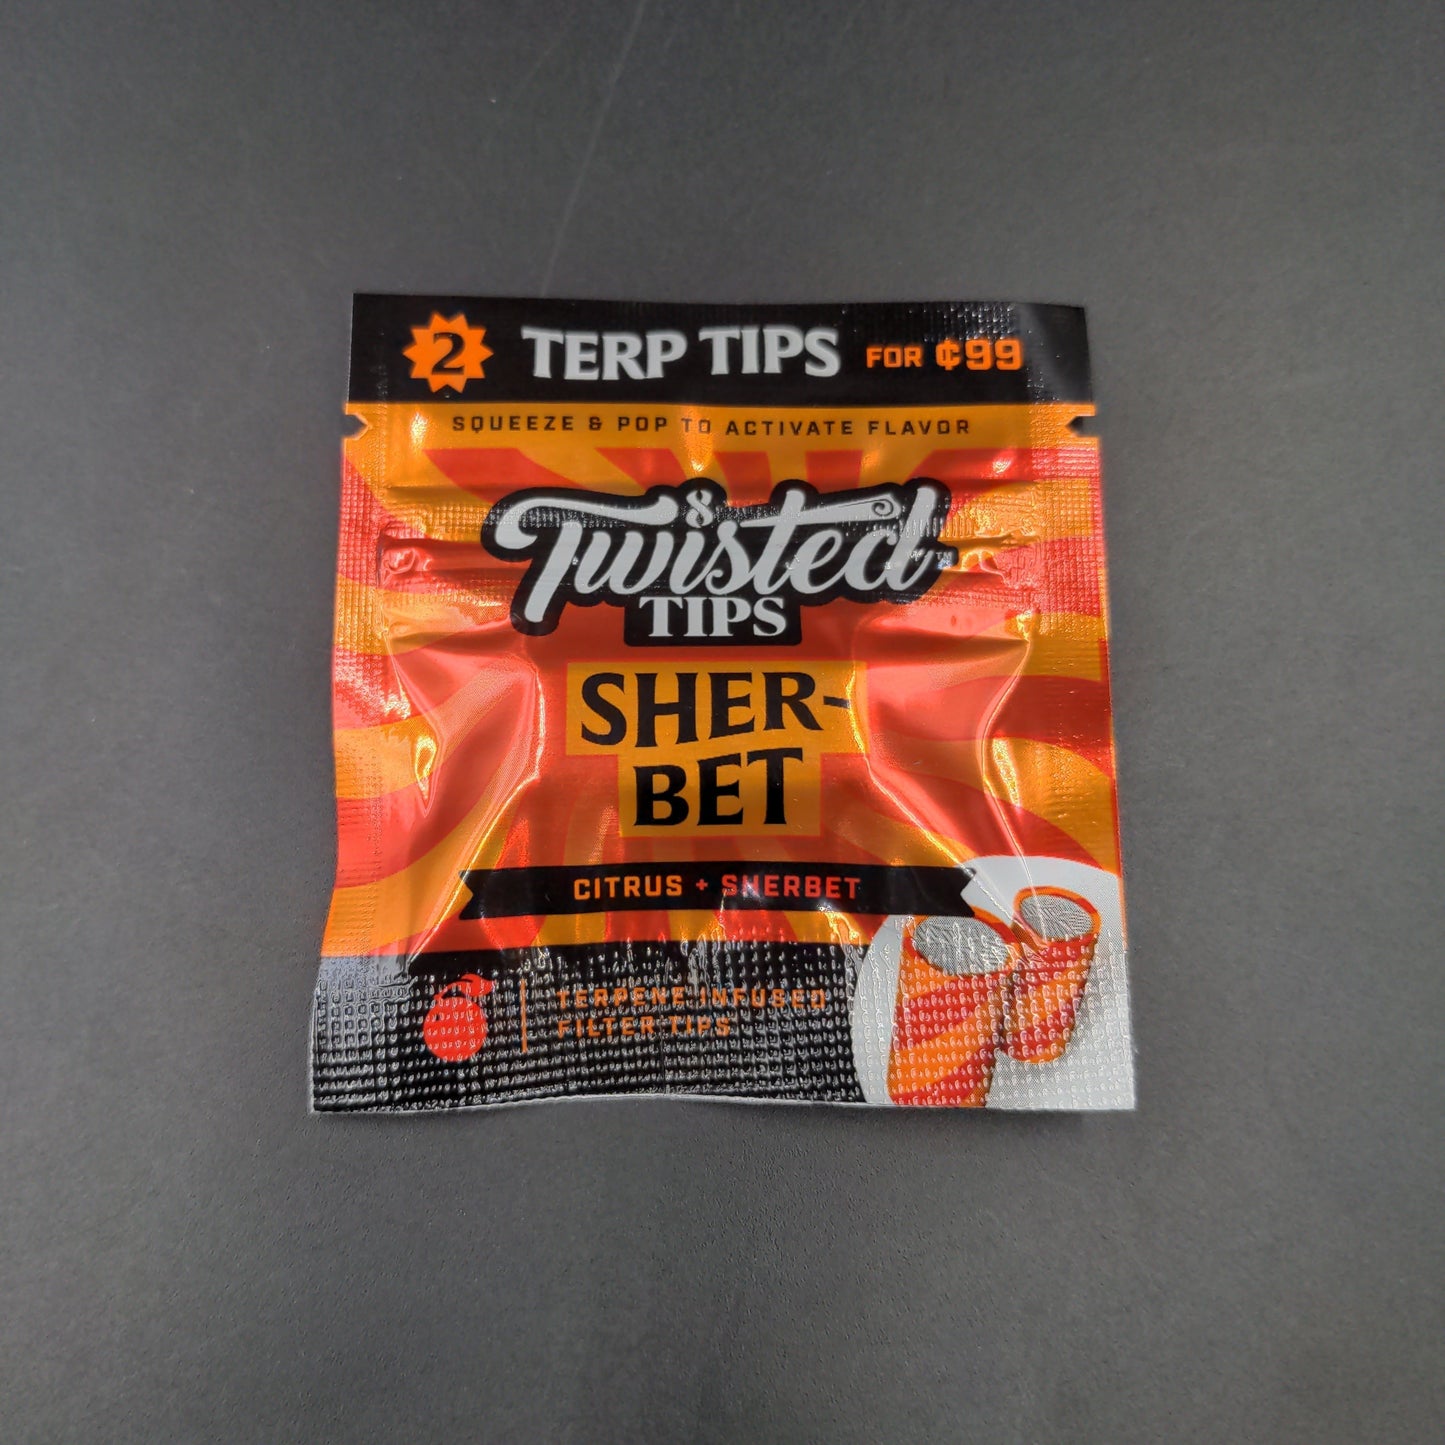 2 TERP TIPS FOR ¢99
SQUEEZE & POP TO ACTIVATE FLAVOR
8
Twisted™
TIPS
SHER-
BET
CITRUS + SHERBET
TERPENE INFUSED
FILTER TIPS